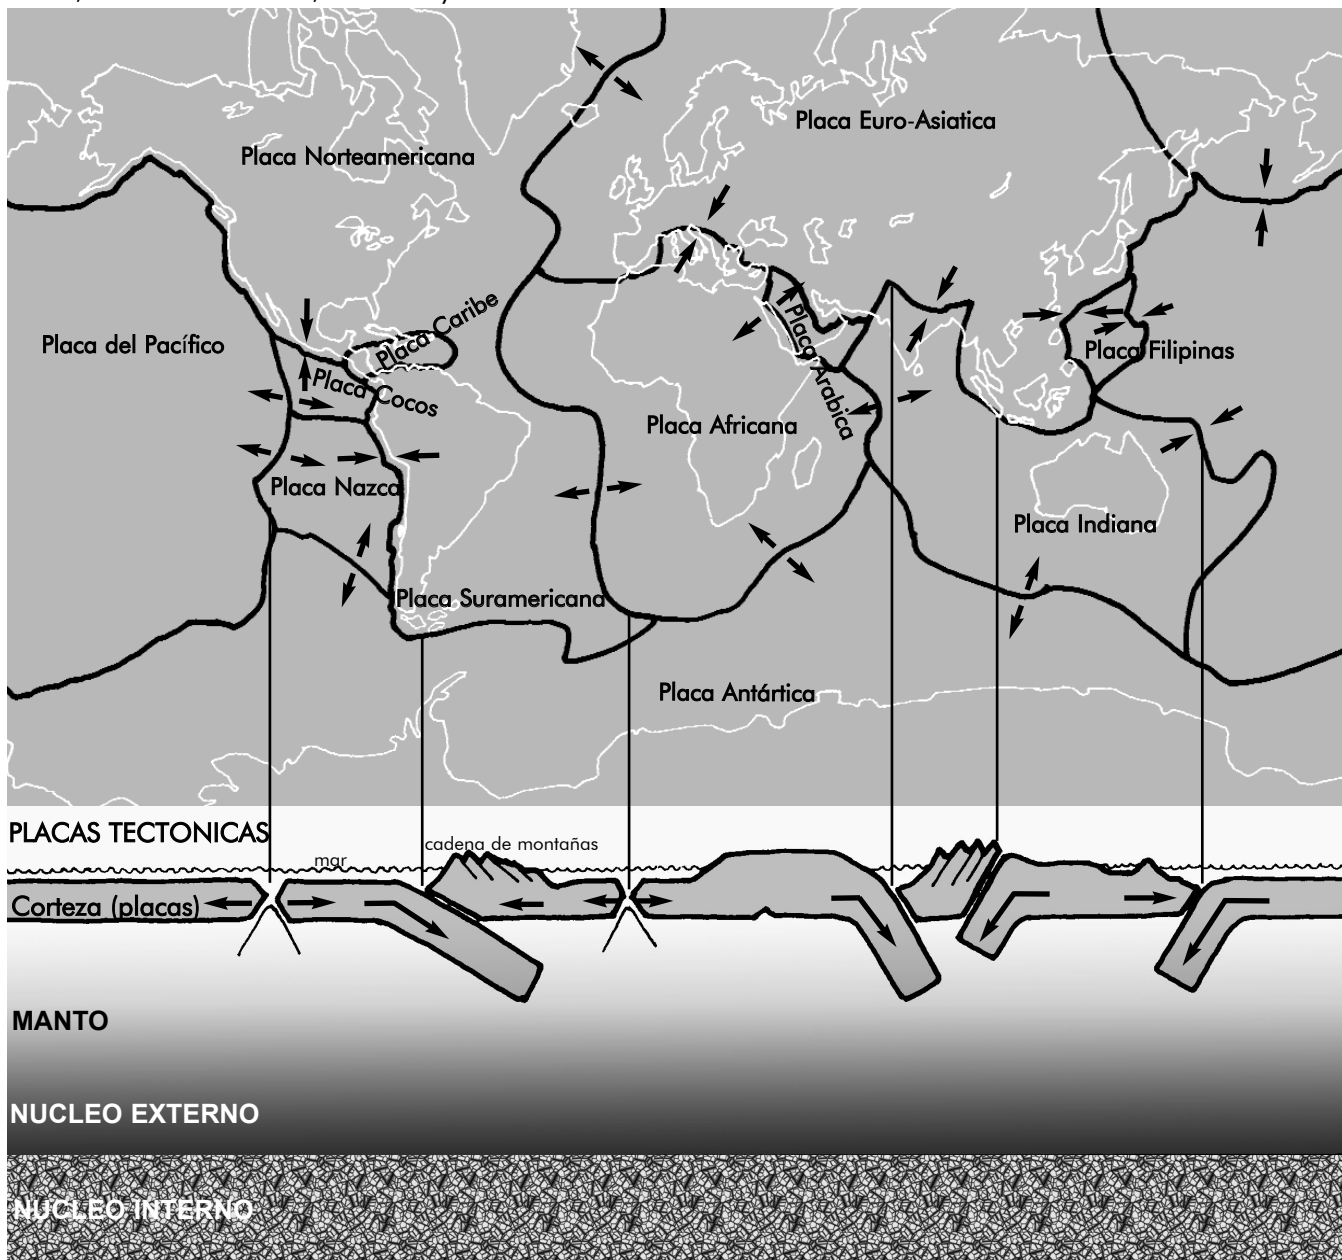 Placa Euro-Asiatica
Placa Norteamericana
Placa Caribe
Placa del Pacífico
Placa Cocos
Placa Arabica
Placa Filipinas
Placa Africana
Placa Nazca
Placa Indiana
Placa Suramericana
Placa Antártica
PLACAS TECTONICAS
cadena de montañas
mar
Corteza (placas)
MANTO
NUCLEO EXTERNO
NUCLEO INTERNO